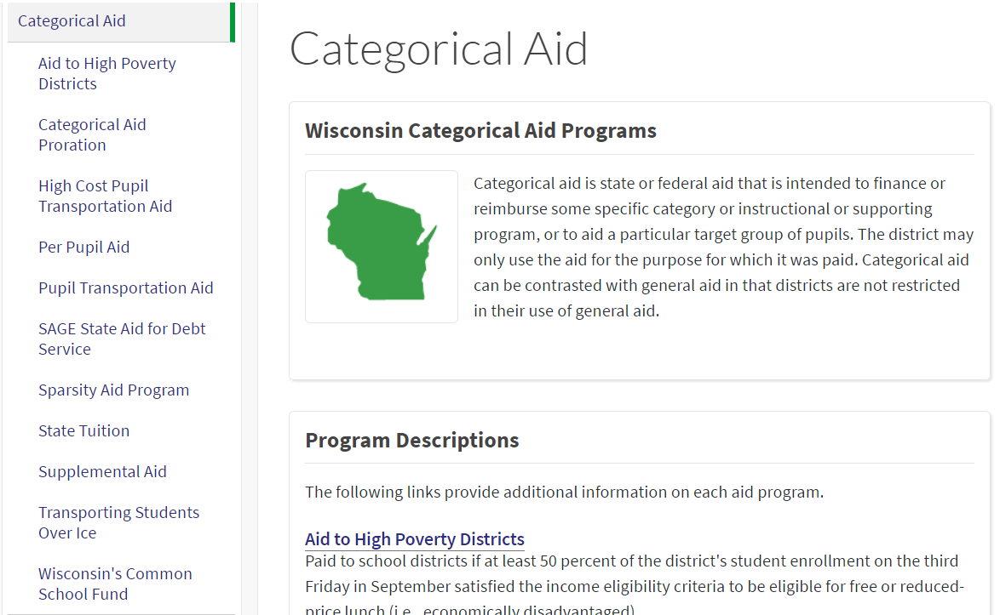 Categorical Aid
Aid to High Poverty
Districts
Categorical Aid
Proration
High Cost Pupil
Transportation Aid
Per Pupil Aid
Pupil Transportation Aid
SAGE State Aid for Debt
Service
Sparsity Aid Program
State Tuition
Supplemental Aid
Transporting Students
Over Ice
Wisconsin's Common
School Fund
Categorical Aid
Wisconsin Categorical Aid Programs
Categorical aid is state or federal aid that is intended to finance or
reimburse some specific category or instructional or supporting
program, or to aid a particular target group of pupils. The district may
only use the aid for the purpose for which it was paid. Categorical aid
can be contrasted with general aid in that districts are not restricted
in their use of general aid.
Program Descriptions
The following links provide additional information on each aid program.
Aid to High Poverty Districts
Paid to school districts if at least 50 percent of the district's student enrollment on the third
Friday in September satisfied the income eligibility criteria to be eligible for free or reduced-
price lunch (i.e., economically disadvantaged)